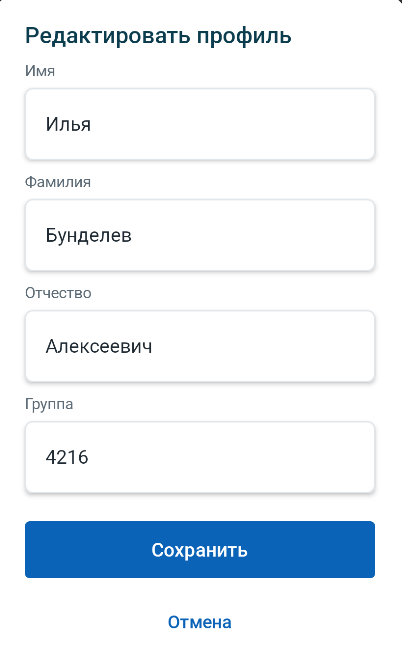 Редактировать профиль
Имя
Илья
Фамилия
Бунделев
Отчество
Алексеевич
Группа
4216
Сохранить
Отмена